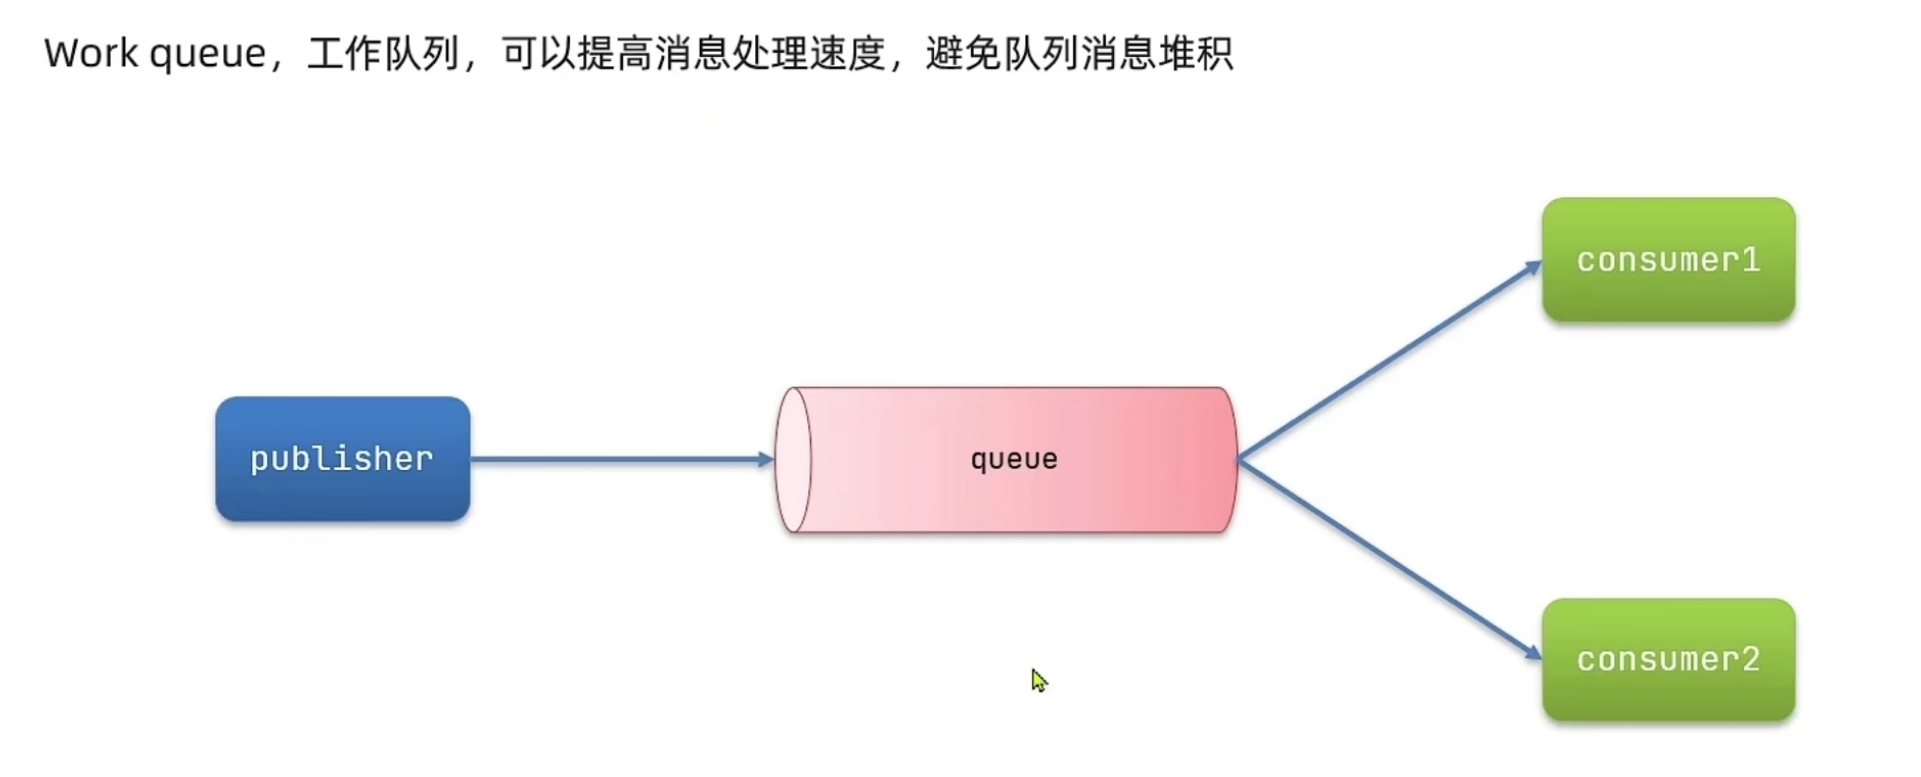 Work queue，工作队列，可以提高消息处理速度，避免队列消息堆积
consumer1
publisher
queue
consumer2